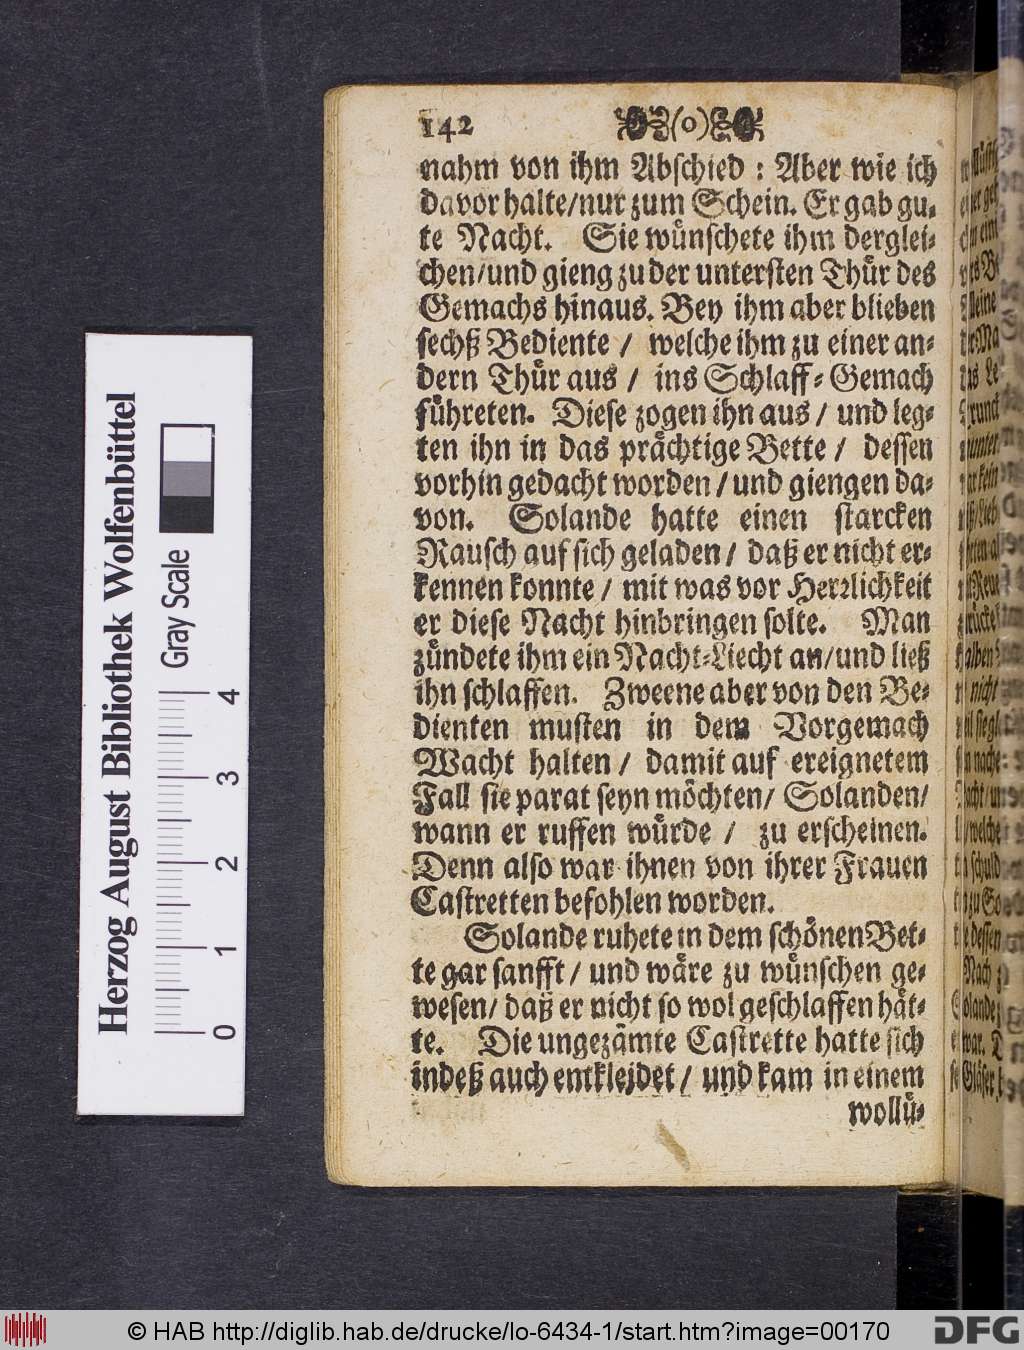 142 (o)
nahm von ihm Abschied : Aber wie ich
davor halte/nur zum Schein. Er gab gu⸗
te Nacht. Sie wünschete ihm derglei⸗
chen/und gieng zu der untersten Thür des
Gemachs hinaus. Bey ihm aber blieben
sechß Bediente / welche ihm zu einer an⸗
dern Thür aus / ins Schlaff⸗Gemach
führeten. Diese zogen ihn aus / und leg⸗
ten ihn in das prächtige Bette / dessen
vorhin gedacht worden / und giengen da⸗
von. Solande hatte einen starcken
Rausch auf sich geladen / daß er nicht er⸗
kennen konnte / mit was vor Herrlichkeit
er diese Nacht hinbringen solte. Man
zündete ihm ein Nacht⸗Liecht an/und ließ
ihn schlaffen. Zweene aber von den Be⸗
dienten musten in dem Vorgemach
Wacht halten / damit auf ereignetem
Fall sie parat seyn möchten/ Solanden/
wann er ruffen würde / zu erscheinen.
Denn also war ihnen von ihrer Frauen
Castretten befohlen worden.
Solande ruhete in dem schönen Bet⸗
te gar sanfft / und wäre zu wünschen ge⸗
wesen/ daß er nicht so wol geschlaffen hät⸗
te. Die ungezämte Castrette hatte sich
indeß auch entkleidet / und kam in einem
wollü⸗
Herzog August Bibliothek Wolfenbüttel
Gray Scale
0 1 2 3 4
© HAB http://diglib.hab.de/drucke/lo-6434-1/start.htm?image=00170
DFG